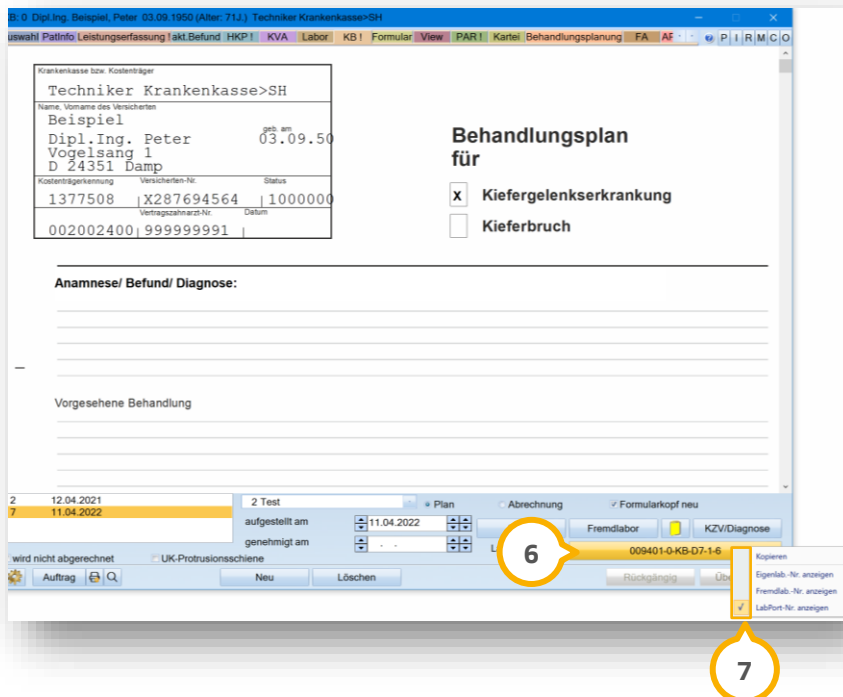 KB: 0 Dipl.Ing. Beispiel, Peter 03.09.1950 (Alter: 71J.) Techniker Krankenkasse>SH
uswahl PatInfo Leistungserfassung ! akt.Befund HKP ! KVA Labor KB ! Formular View PAR ! Kartei Behandlungsplanung FA P I R M C O
Krankenkasse bzw. Kostenträger
Techniker Krankenkasse>SH
Name, Vorname des Versicherten
Beispiel
Dipl.Ing. Peter
geb. am
03.09.50
Vogelsang 1
D 24351 Damp
Kostenträgerkennung Versicherten-Nr. Status
1377508 X287694564 1000000
Vertragszahnarzt-Nr. Datum
002002400 999999991
Behandlungsplan
für
x Kiefergelenkserkrankung
Kieferbruch
Anamnese/ Befund/ Diagnose:
Vorgesehene Behandlung
2 12.04.2021
7 11.04.2022
2 Test
Plan Abrechnung Formularkopf neu
aufgestellt am 11.04.2022
Fremdlabor KZV/Diagnose
genehmigt am . .
6
009401-0-KB-D7-1-6
wird nicht abgerechnet UK-Protrusionsschiene
Auftrag Neu Löschen Rückgängig
Kopieren
Eigenlab.-Nr. anzeigen
Fremdlab.-Nr. anzeigen
√ LabPort-Nr. anzeigen
7